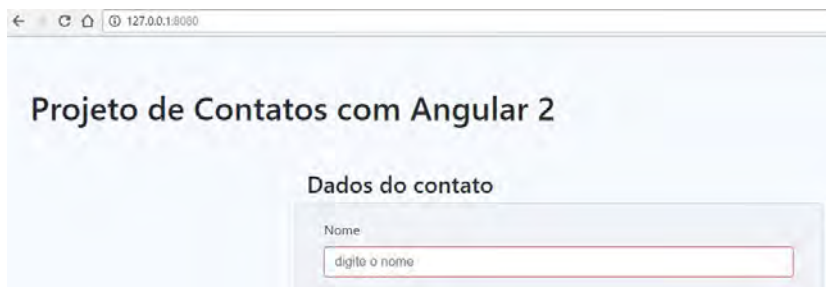 127.0.0.1:8080
Projeto de Contatos com Angular 2
Dados do contato
Nome
digite o nome